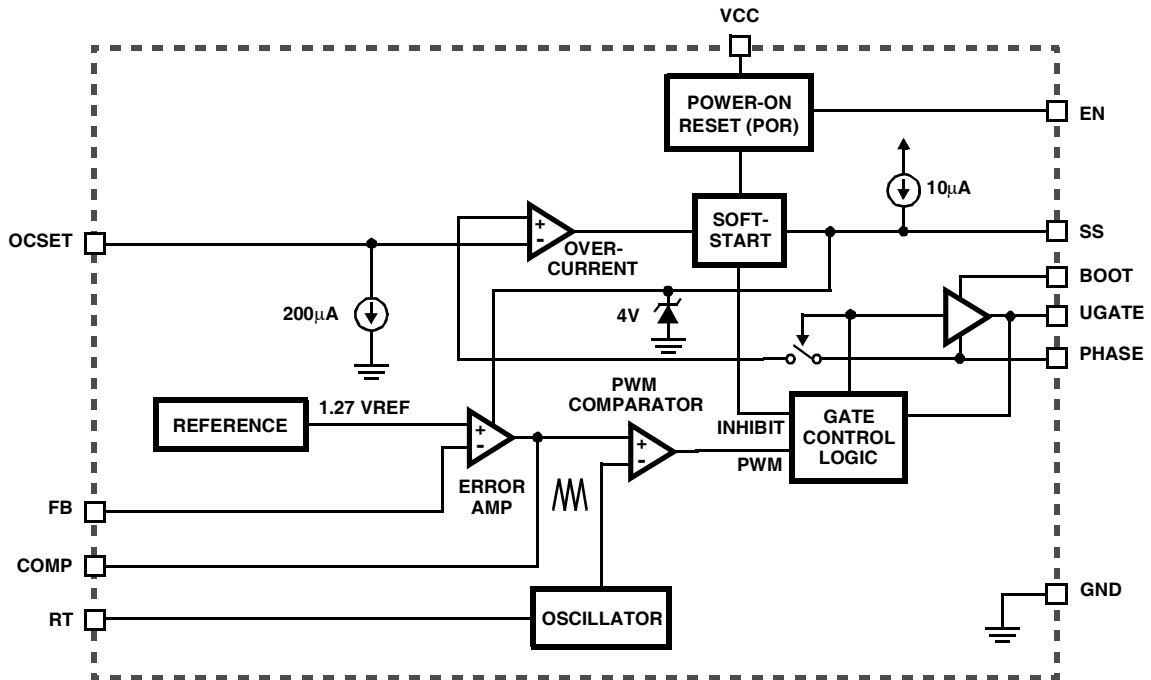 VCC
POWER-ON
RESET (POR)
EN
10µA
SOFT-
START
SS
OCSET
+
-
OVER-
CURRENT
BOOT
200µA
4V
UGATE
PHASE
PWM
COMPARATOR
REFERENCE
1.27 VREF
+
-
ERROR
AMP
+
-
INHIBIT
PWM
GATE
CONTROL
LOGIC
FB
COMP
GND
RT
OSCILLATOR